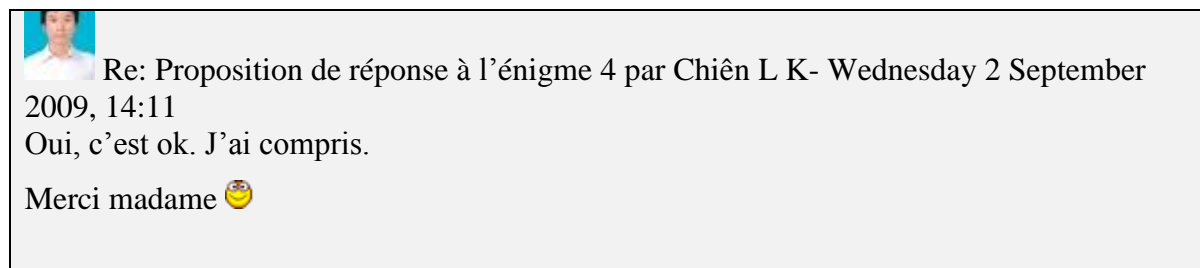 Re: Proposition de réponse à l’énigme 4 par Chiên L K- Wednesday 2 September
2009, 14:11
Oui, c’est ok. J’ai compris.
Merci madame